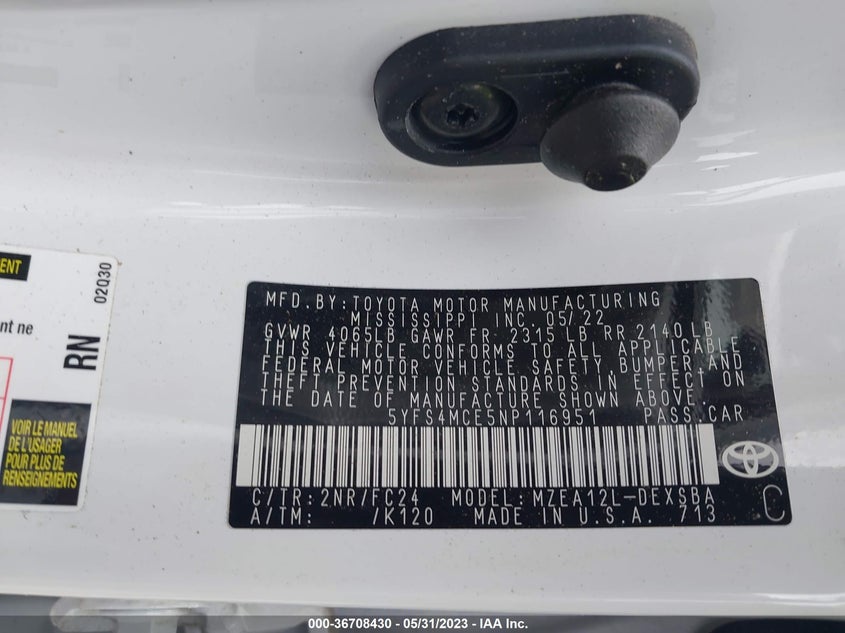 MFD. BY: TOYOTA MOTOR MANUFACTURING
MISSISSIPPI INC. 05/22
GVWR 4065LB GAWR FR. 2315 LB RR 2140 LB
THIS VEHICLE CONFORMS TO ALL APPLICABLE
FEDERAL MOTOR VEHICLE SAFETY, BUMPER, AND
THEFT PREVENTION STANDARDS IN EFFECT ON
THE DATE OF MANUFACTURE SHOWN ABOVE.
5YFS4MCE5NP116951 PASS. CAR
C/TR: 2NR/FC24 MODEL: MZEA12L-DEXSBA
A/TM: /K120 MADE IN U.S.A. 713
C
ENT
02Q30
nt ne
RN
VOIR LE MANUEL
DE L'USAGER
POUR PLUS DE
RENSEIGNEMENTS
000-36708430 - 05/31/2023 - IAA Inc.